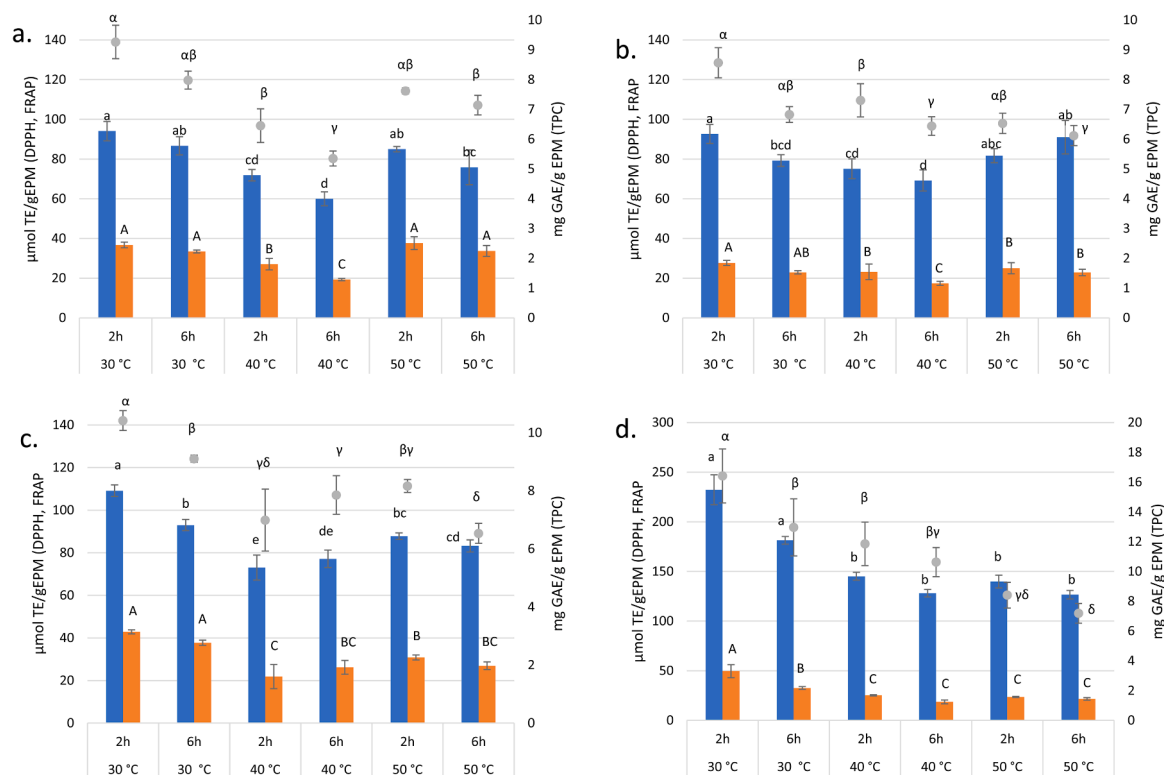 a.
µmol TE/gEPM (DPPH, FRAP)
160
140
120
100
80
60
40
20
0
α
αβ
β
γ
αβ
β
a
ab
cd
d
ab
bc
A
A
B
C
A
A
10
9
8
7
6
5
4
3
2
1
0
mg GAE/g EPM (TPC)
2h 6h 2h 6h 2h 6h
30 °C 30 °C 40 °C 40 °C 50 °C 50 °C
b.
µmol TE/gEPM (DPPH, FRAP
160
140
120
100
80
60
40
20
0
α
αβ
β
γ
αβ
γ
a
bcd
cd
d
abc
ab
A
AB
B
C
B
B
10
9
8
7
6
5
4
3
2
1
0
mg GAE/g EPM (TPC)
2h 6h 2h 6h 2h 6h
30 °C 30 °C 40 °C 40 °C 50 °C 50 °C
c.
µmol TE/gEPM (DPPH, FRAP
140
120
100
80
60
40
20
0
α
β
γδ
γ
βγ
δ
a
b
e
de
bc
cd
A
A
C
BC
B
BC
10
8
6
4
2
0
mg GAE/g EPM (TPC)
2h 6h 2h 6h 2h 6h
30 °C 30 °C 40 °C 40 °C 50 °C 50 °C
d.
µmol TE/gEPM (DPPH, FRAP
300
250
200
150
100
50
0
α
β
β
βγ
γδ
δ
a
a
b
b
b
b
A
B
C
C
C
C
20
18
16
14
12
10
8
6
4
2
0
mg GAE/g EPM (TPC)
2h 6h 2h 6h 2h 6h
30 °C 30 °C 40 °C 40 °C 50 °C 50 °C